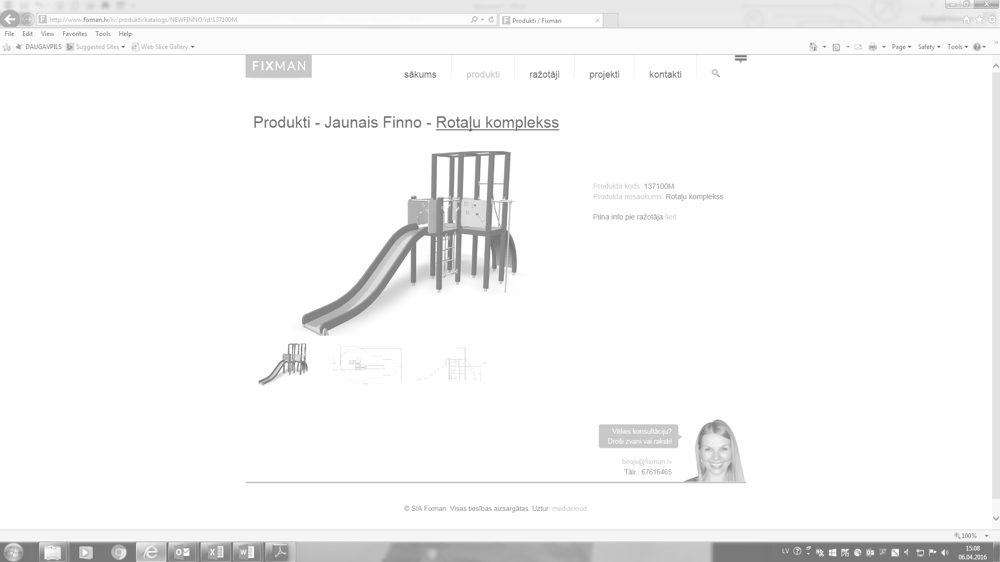 http://www.fixman.lv/lv/produkti/katalogs/NEWFINNO/id/137100M
Produkti / Fixman
File Edit View Favorites Tools Help
DAUGAVPILS Suggested Sites Web Slice Gallery
Page Safety Tools
FIXMAN
sākums produkti ražotāji projekti kontakti
Produkti - Jaunais Finno - Rotaļu komplekss
Produkta kods: 137100M
Produkta nosaukums: Rotaļu komplekss
Pilna info pie ražotāja šeit
Vēlies konsultāciju?
Droši zvani vai raksti!
birojs@fixman.lv
Tālr.: 67616465
© SIA Fixman. Visas tiesības aizsargātas. Uztur: mediacloud
100%
LV
15:08
06.04.2016